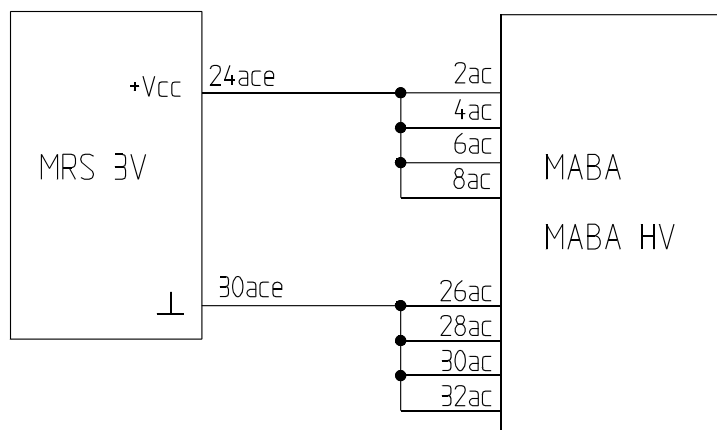 24ace
+Vcc
MRS 3V
30ace
⊥
2ac
4ac
6ac
8ac
MABA
MABA HV
26ac
28ac
30ac
32ac